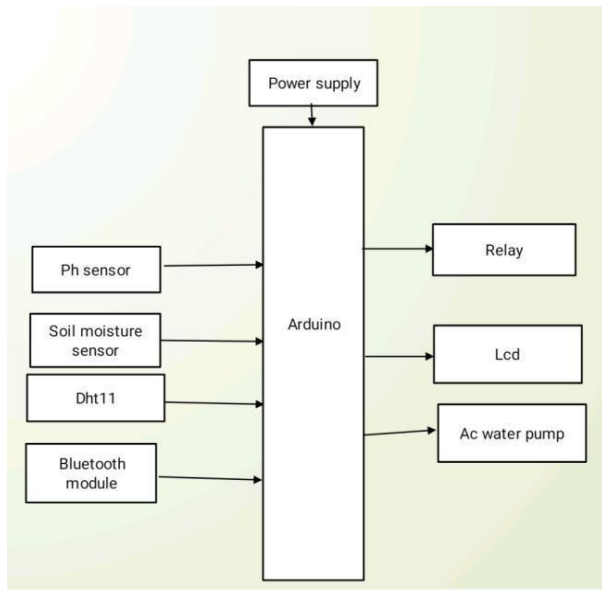 Power supply
Ph sensor
Soil moisture
sensor
Dht11
Bluetooth
module
Arduino
Relay
Lcd
Ac water pump